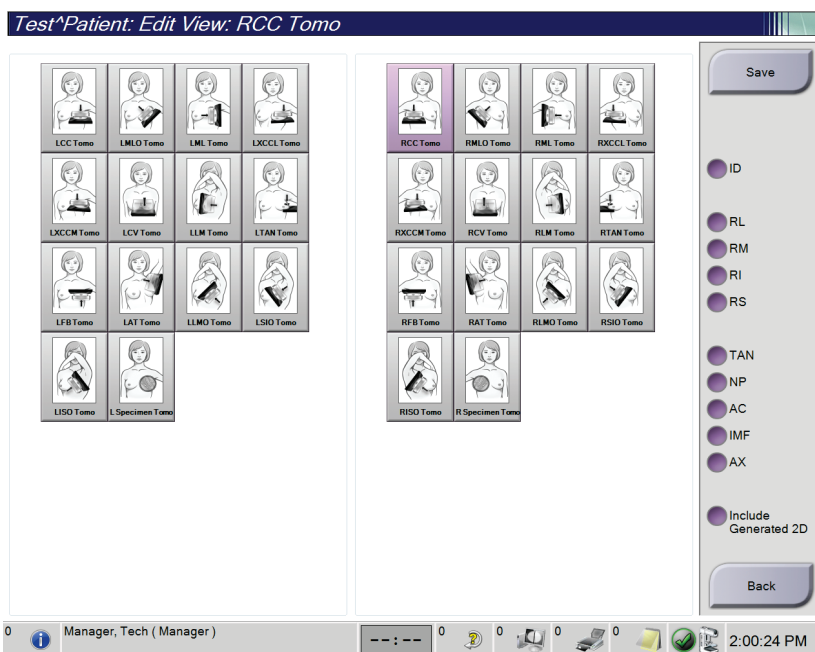 Test^Patient: Edit View: RCC Tomo
LCC Tomo
LMLO Tomo
LML Tomo
LXCCL Tomo
LXCCM Tomo
LCV Tomo
LLM Tomo
LTAN Tomo
LFB Tomo
LAT Tomo
LLMO Tomo
LSIO Tomo
LISO Tomo
L Specimen Tomo
RCC Tomo
RMLO Tomo
RML Tomo
RXCCL Tomo
RXCCM Tomo
RCV Tomo
RLM Tomo
RTAN Tomo
RFB Tomo
RAT Tomo
RLMO Tomo
RSIO Tomo
RISO Tomo
R Specimen Tomo
Save
ID
RL
RM
RI
RS
TAN
NP
AC
IMF
AX
Include
Generated 2D
Back
0
Manager, Tech ( Manager )
--:--
0
0
0
0
2:00:24 PM